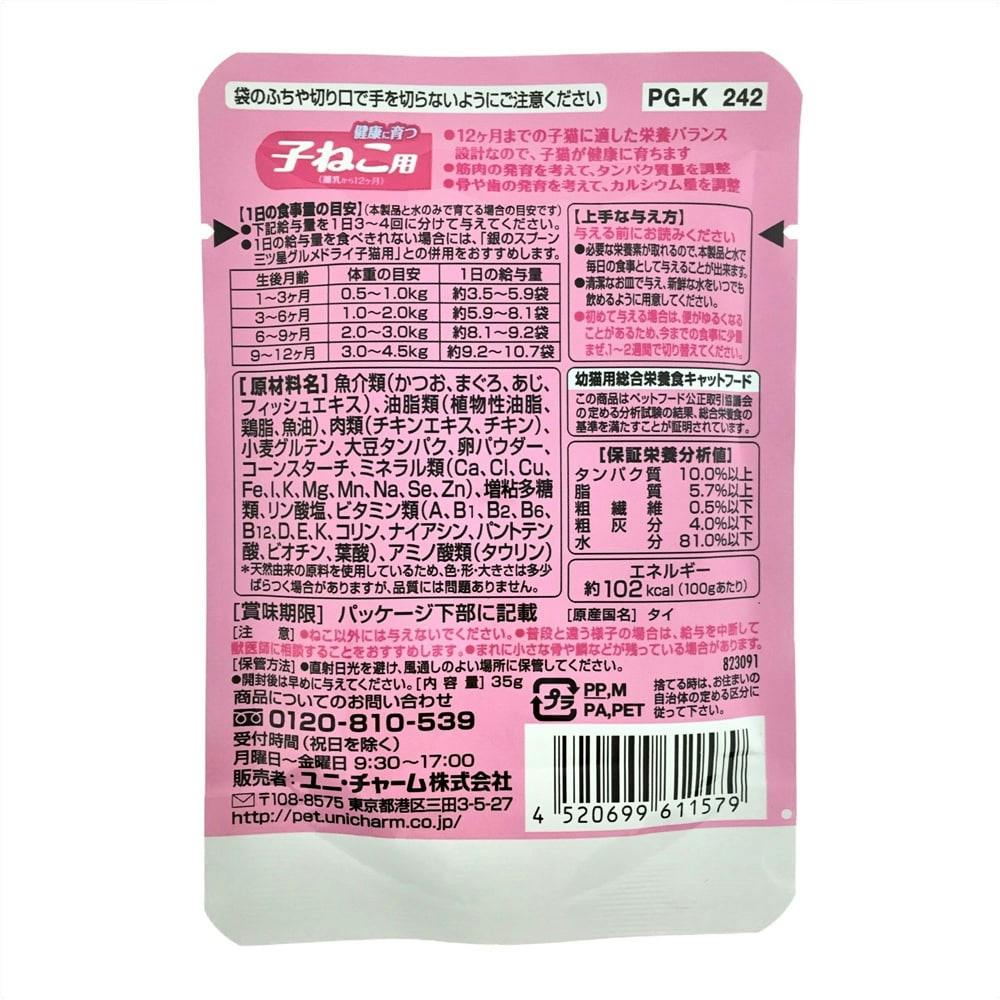 袋のふちや切り口で手を切らないようにご注意ください
PG-K 242
健康に育つ
子ねこ用
(離乳から12ヶ月)
●12ヶ月までの子猫に適した栄養バランス
設計なので、子猫が健康に育ちます
●筋肉の発育を考えて、タンパク質量を調整
●骨や歯の発育を考えて、カルシウム量を調整
【1日の食事量の目安】(本製品と水のみで育てる場合の目安です)
●下記給与量を1日3〜4回に分けて与えてください。
●1日の給与量を食べきれない場合には、「銀のスプーン
三ツ星グルメドライ子猫用」との併用をおすすめします。
生後月齢 体重の目安 1日の給与量
1〜3ヶ月 0.5〜1.0kg 約3.5〜5.9袋
3〜6ヶ月 1.0〜2.0kg 約5.9〜8.1袋
6〜9ヶ月 2.0〜3.0kg 約8.1〜9.2袋
9〜12ヶ月 3.0〜4.5kg 約9.2〜10.7袋
【上手な与え方】
与える前にお読みください
●必要な栄養素が取れるので、本製品と水で
毎日の食事として与えることが出来ます。
●清潔なお皿で与え、新鮮な水をいつでも
飲めるように用意してください。
●初めて与える場合は、便がゆるくなる
ことがあるため、今までの食事に少量
まぜ、1〜2週間で切り替えてください。
【原材料名】魚介類(かつお、まぐろ、あじ、
フィッシュエキス)、油脂類(植物性油脂、
鶏脂、魚油)、肉類(チキンエキス、チキン)、
小麦グルテン、大豆タンパク、卵パウダー、
コーンスターチ、ミネラル類(Ca、Cl、Cu、
Fe、I、K、Mg、Mn、Na、Se、Zn)、増粘多糖
類、リン酸塩、ビタミン類(A、B1、B2、B6、
B12、D、E、K、コリン、ナイアシン、パントテン
酸、ビオチン、葉酸)、アミノ酸類(タウリン)
*天然由来の原料を使用しているため、色・形・大きさは多少
ばらつく場合がありますが、品質には問題ありません。
幼猫用総合栄養食キャットフード
この商品はペットフード公正取引協議会
の定める分析試験の結果、総合栄養食の
基準を満たすことが証明されています。
【保証栄養分析値】
タンパク質 10.0%以上
脂質 5.7%以上
粗繊維 0.5%以下
粗灰分 4.0%以下
水分 81.0%以下
エネルギー
約102kcal(100gあたり)
[賞味期限] パッケージ下部に記載
[原産国名] タイ
[注 意]●ねこ以外には与えないでください。●普段と違う様子の場合は、給与を中断して
獣医師に相談することをおすすめします。●まれに小さな骨や鱗などが残っている場合があります。
[保管方法]●直射日光を避け、風通しのよい場所に保管してください。
823091
●開封後は早めに与えてください。[内容量]35g
商品についてのお問い合わせ
0120-810-539
受付時間(祝日を除く)
月曜日〜金曜日 9:30〜17:00
販売者:ユニ・チャーム株式会社
〒108-8575 東京都港区三田3-5-27
http://pet.unicharm.co.jp/
プラ
PP,M
PA,PET
捨てる時は、お住まいの
自治体の定める区分に
従って下さい。
4 520699 611579